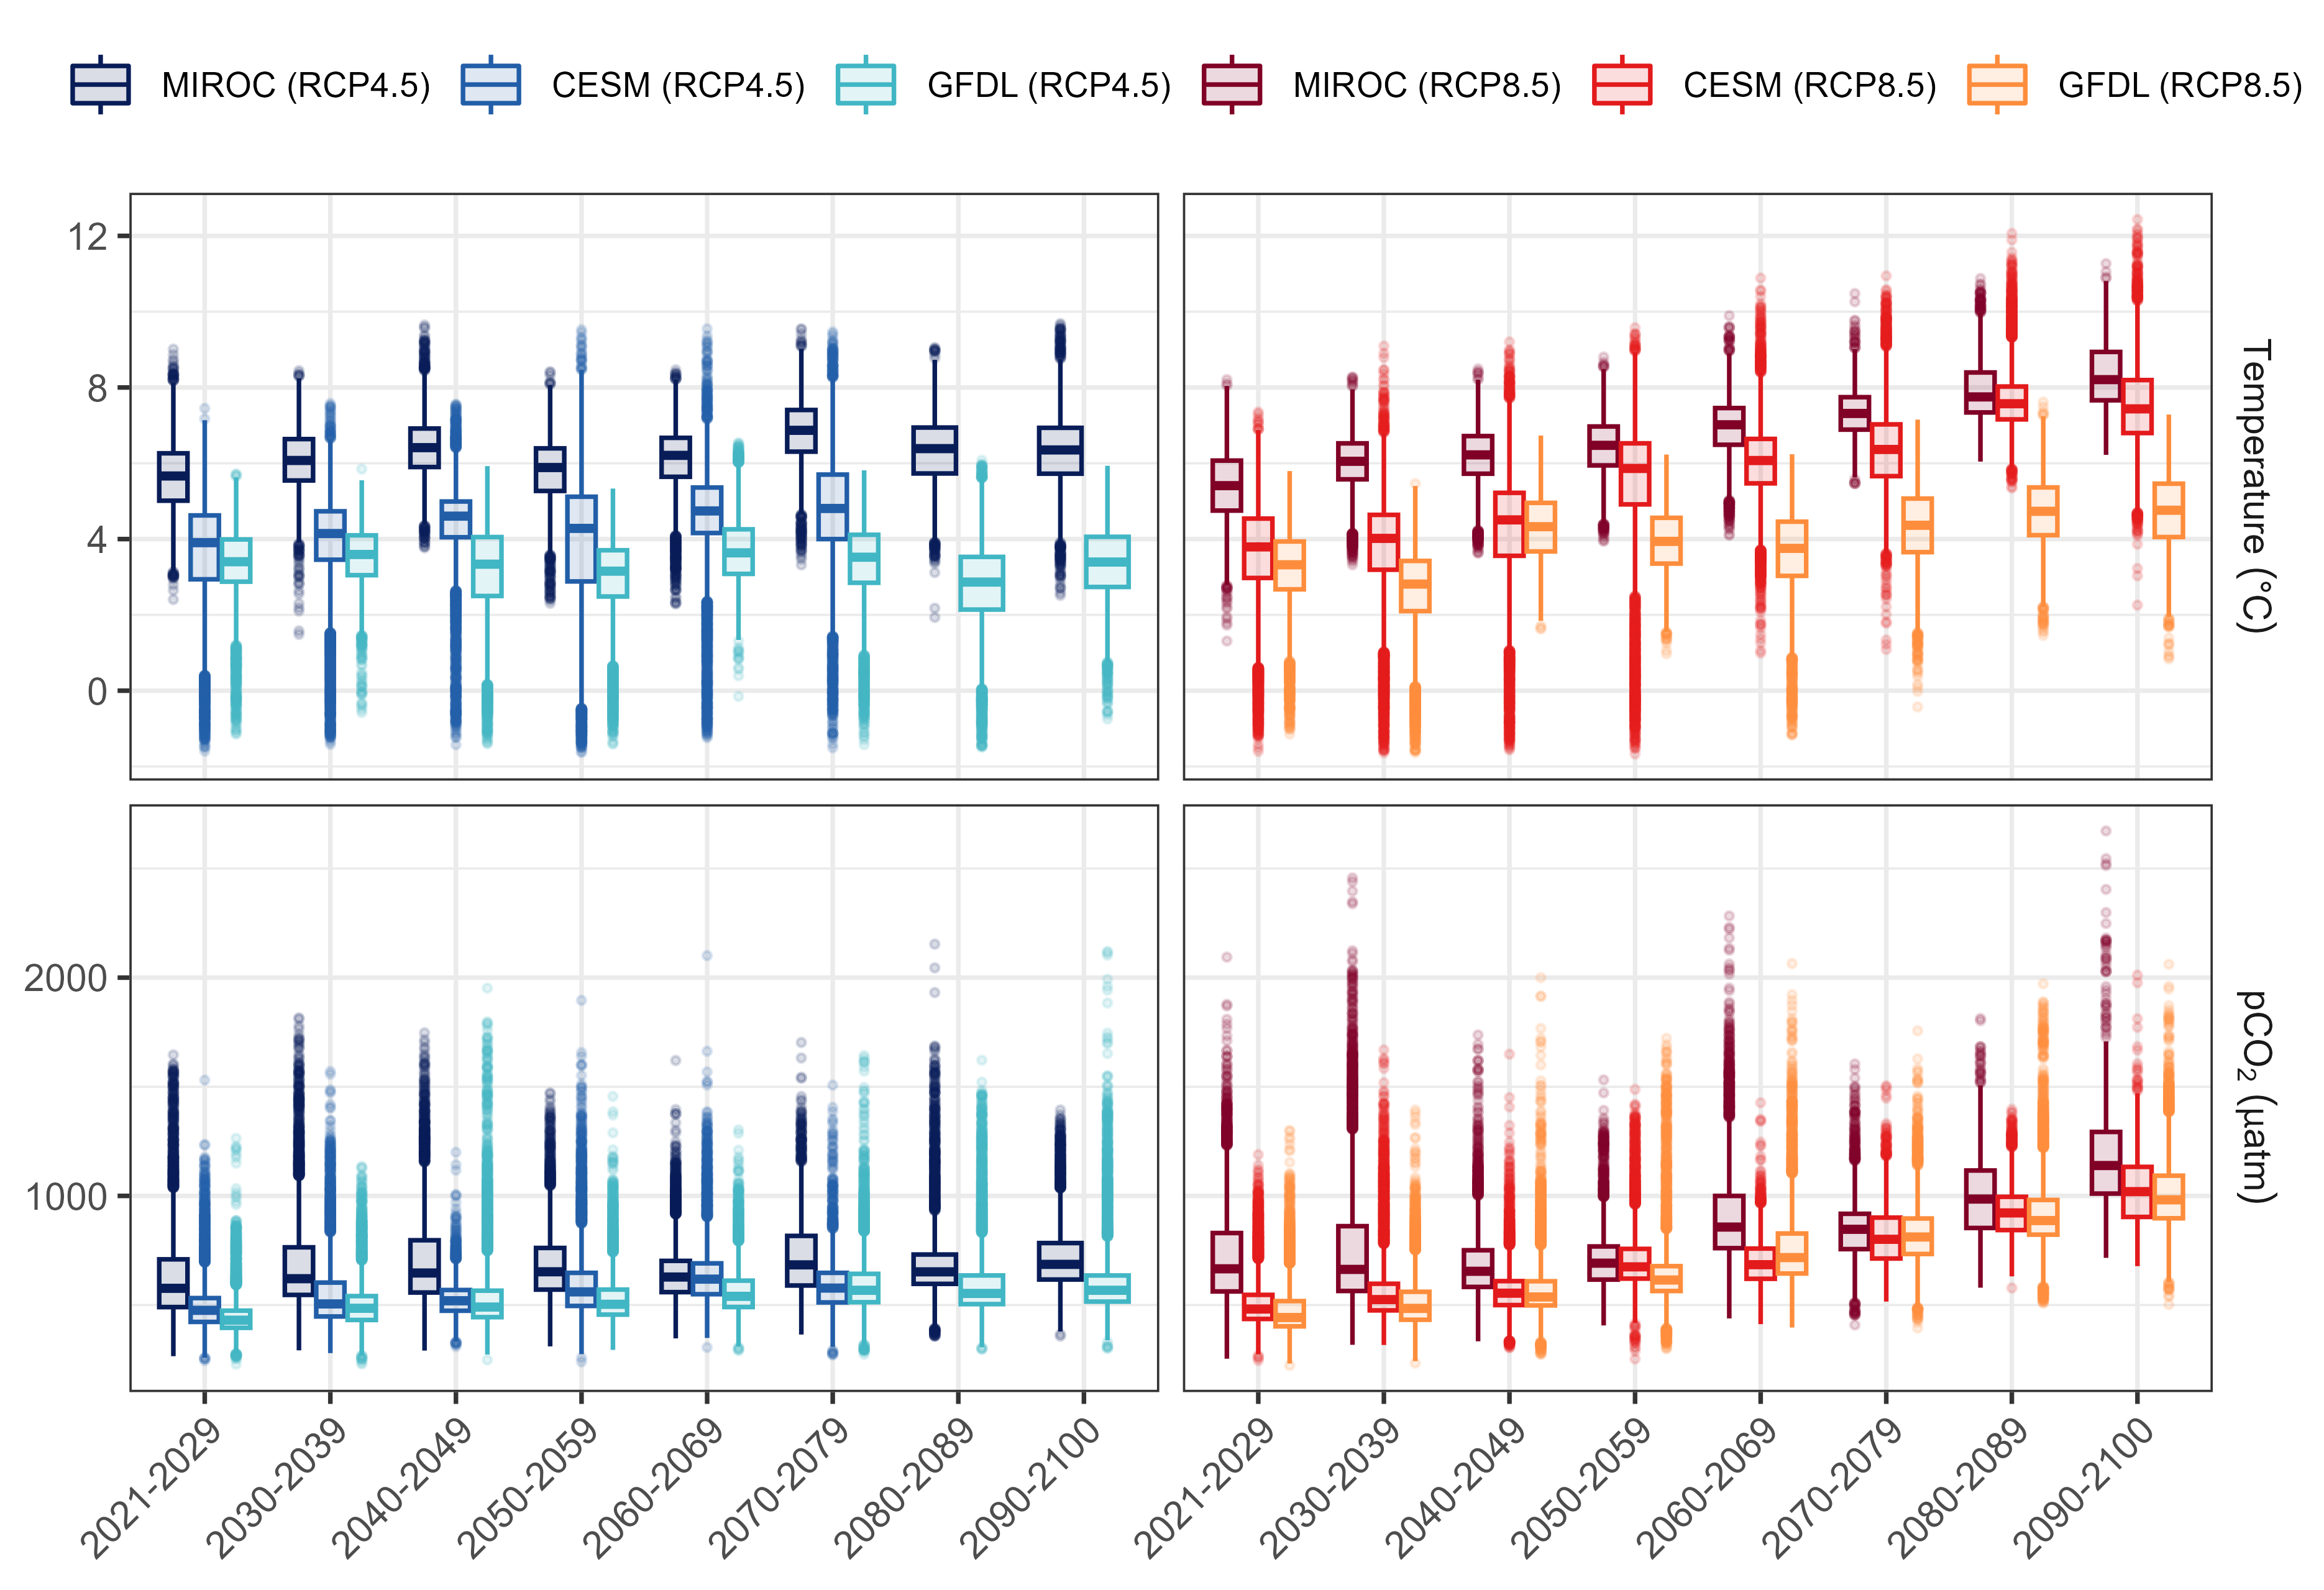 MIROC (RCP4.5) CESM (RCP4.5) GFDL (RCP4.5) MIROC (RCP8.5) CESM (RCP8.5) GFDL (RCP8.5)
12
8
4
0
Temperature (°C)
2000
1000
pCO₂ (µatm)
2021-2029 2030-2039 2040-2049 2050-2059 2060-2069 2070-2079 2080-2089 2090-2100
2021-2029 2030-2039 2040-2049 2050-2059 2060-2069 2070-2079 2080-2089 2090-2100